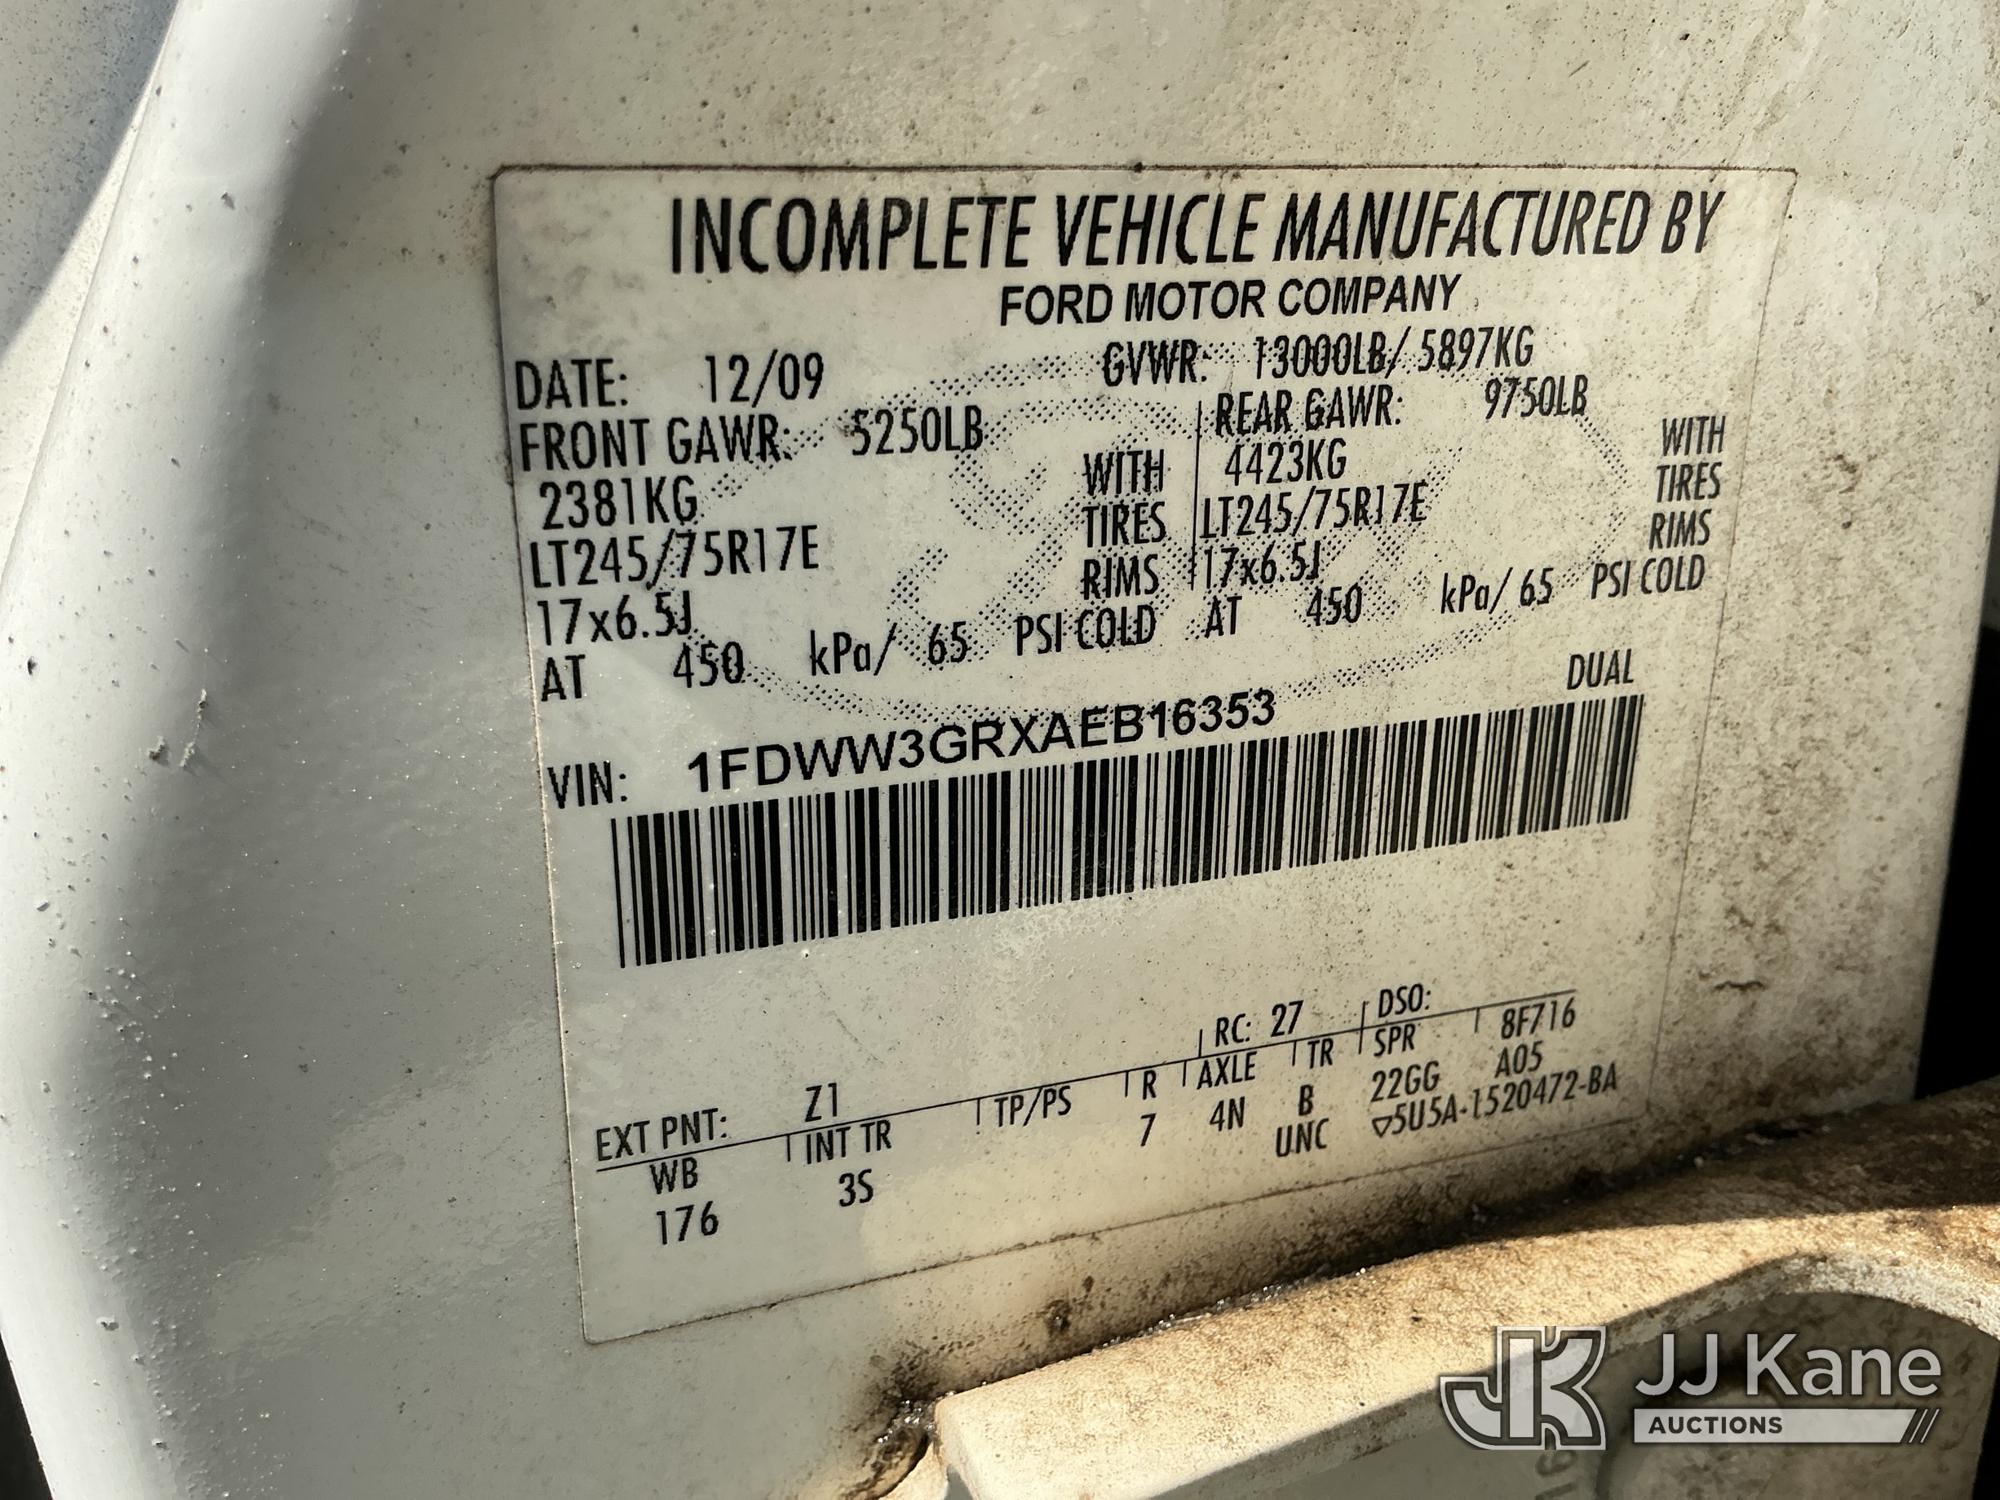 INCOMPLETE VEHICLE MANUFACTURED BY
FORD MOTOR COMPANY
DATE: 12/09 GVWR: 13000LB/ 5897KG
FRONT GAWR: 5250LB REAR GAWR: 9750LB
2381KG WITH 4423KG WITH
LT245/75R17E TIRES LT245/75R17E TIRES
17x6.5J RIMS 17x6.5J RIMS
AT 450 kPa/ 65 PSI COLD AT 450 kPa/ 65 PSI COLD
DUAL
VIN: 1FDWW3GRXAEB16353
EXT PNT: Z1 RC: 27 DSO:
WB INT TR TP/PS R AXLE TR SPR 8F716
176 3S 7 4N B 22GG A05
UNC ▽5U5A-1520472-BA
JK JJ Kane
AUCTIONS